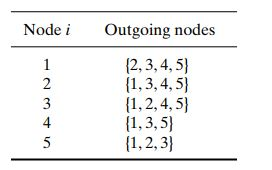 Node i Outgoing nodes
1 {2, 3, 4, 5}
2 {1, 3, 4, 5}
3 {1, 2, 4, 5}
4 {1, 3, 5}
5 {1, 2, 3}